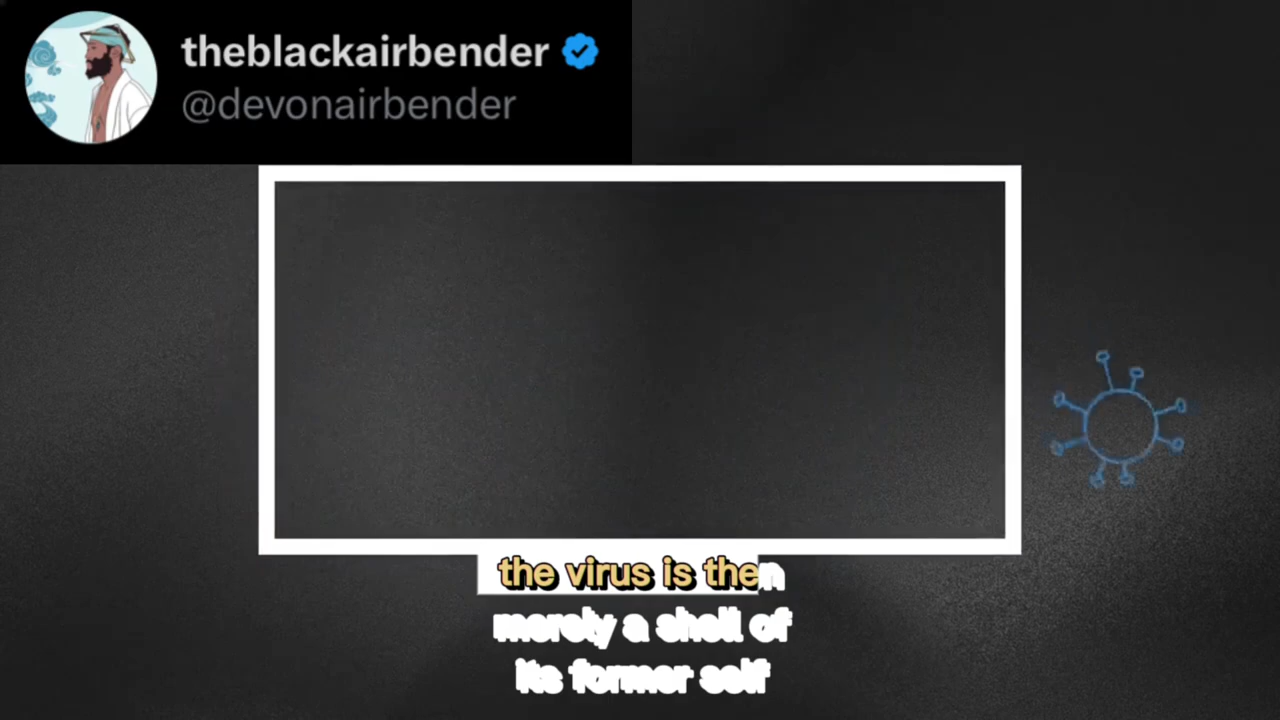 theblackairbender
@devonairbender
the virus is then
merely a shell of
its former self